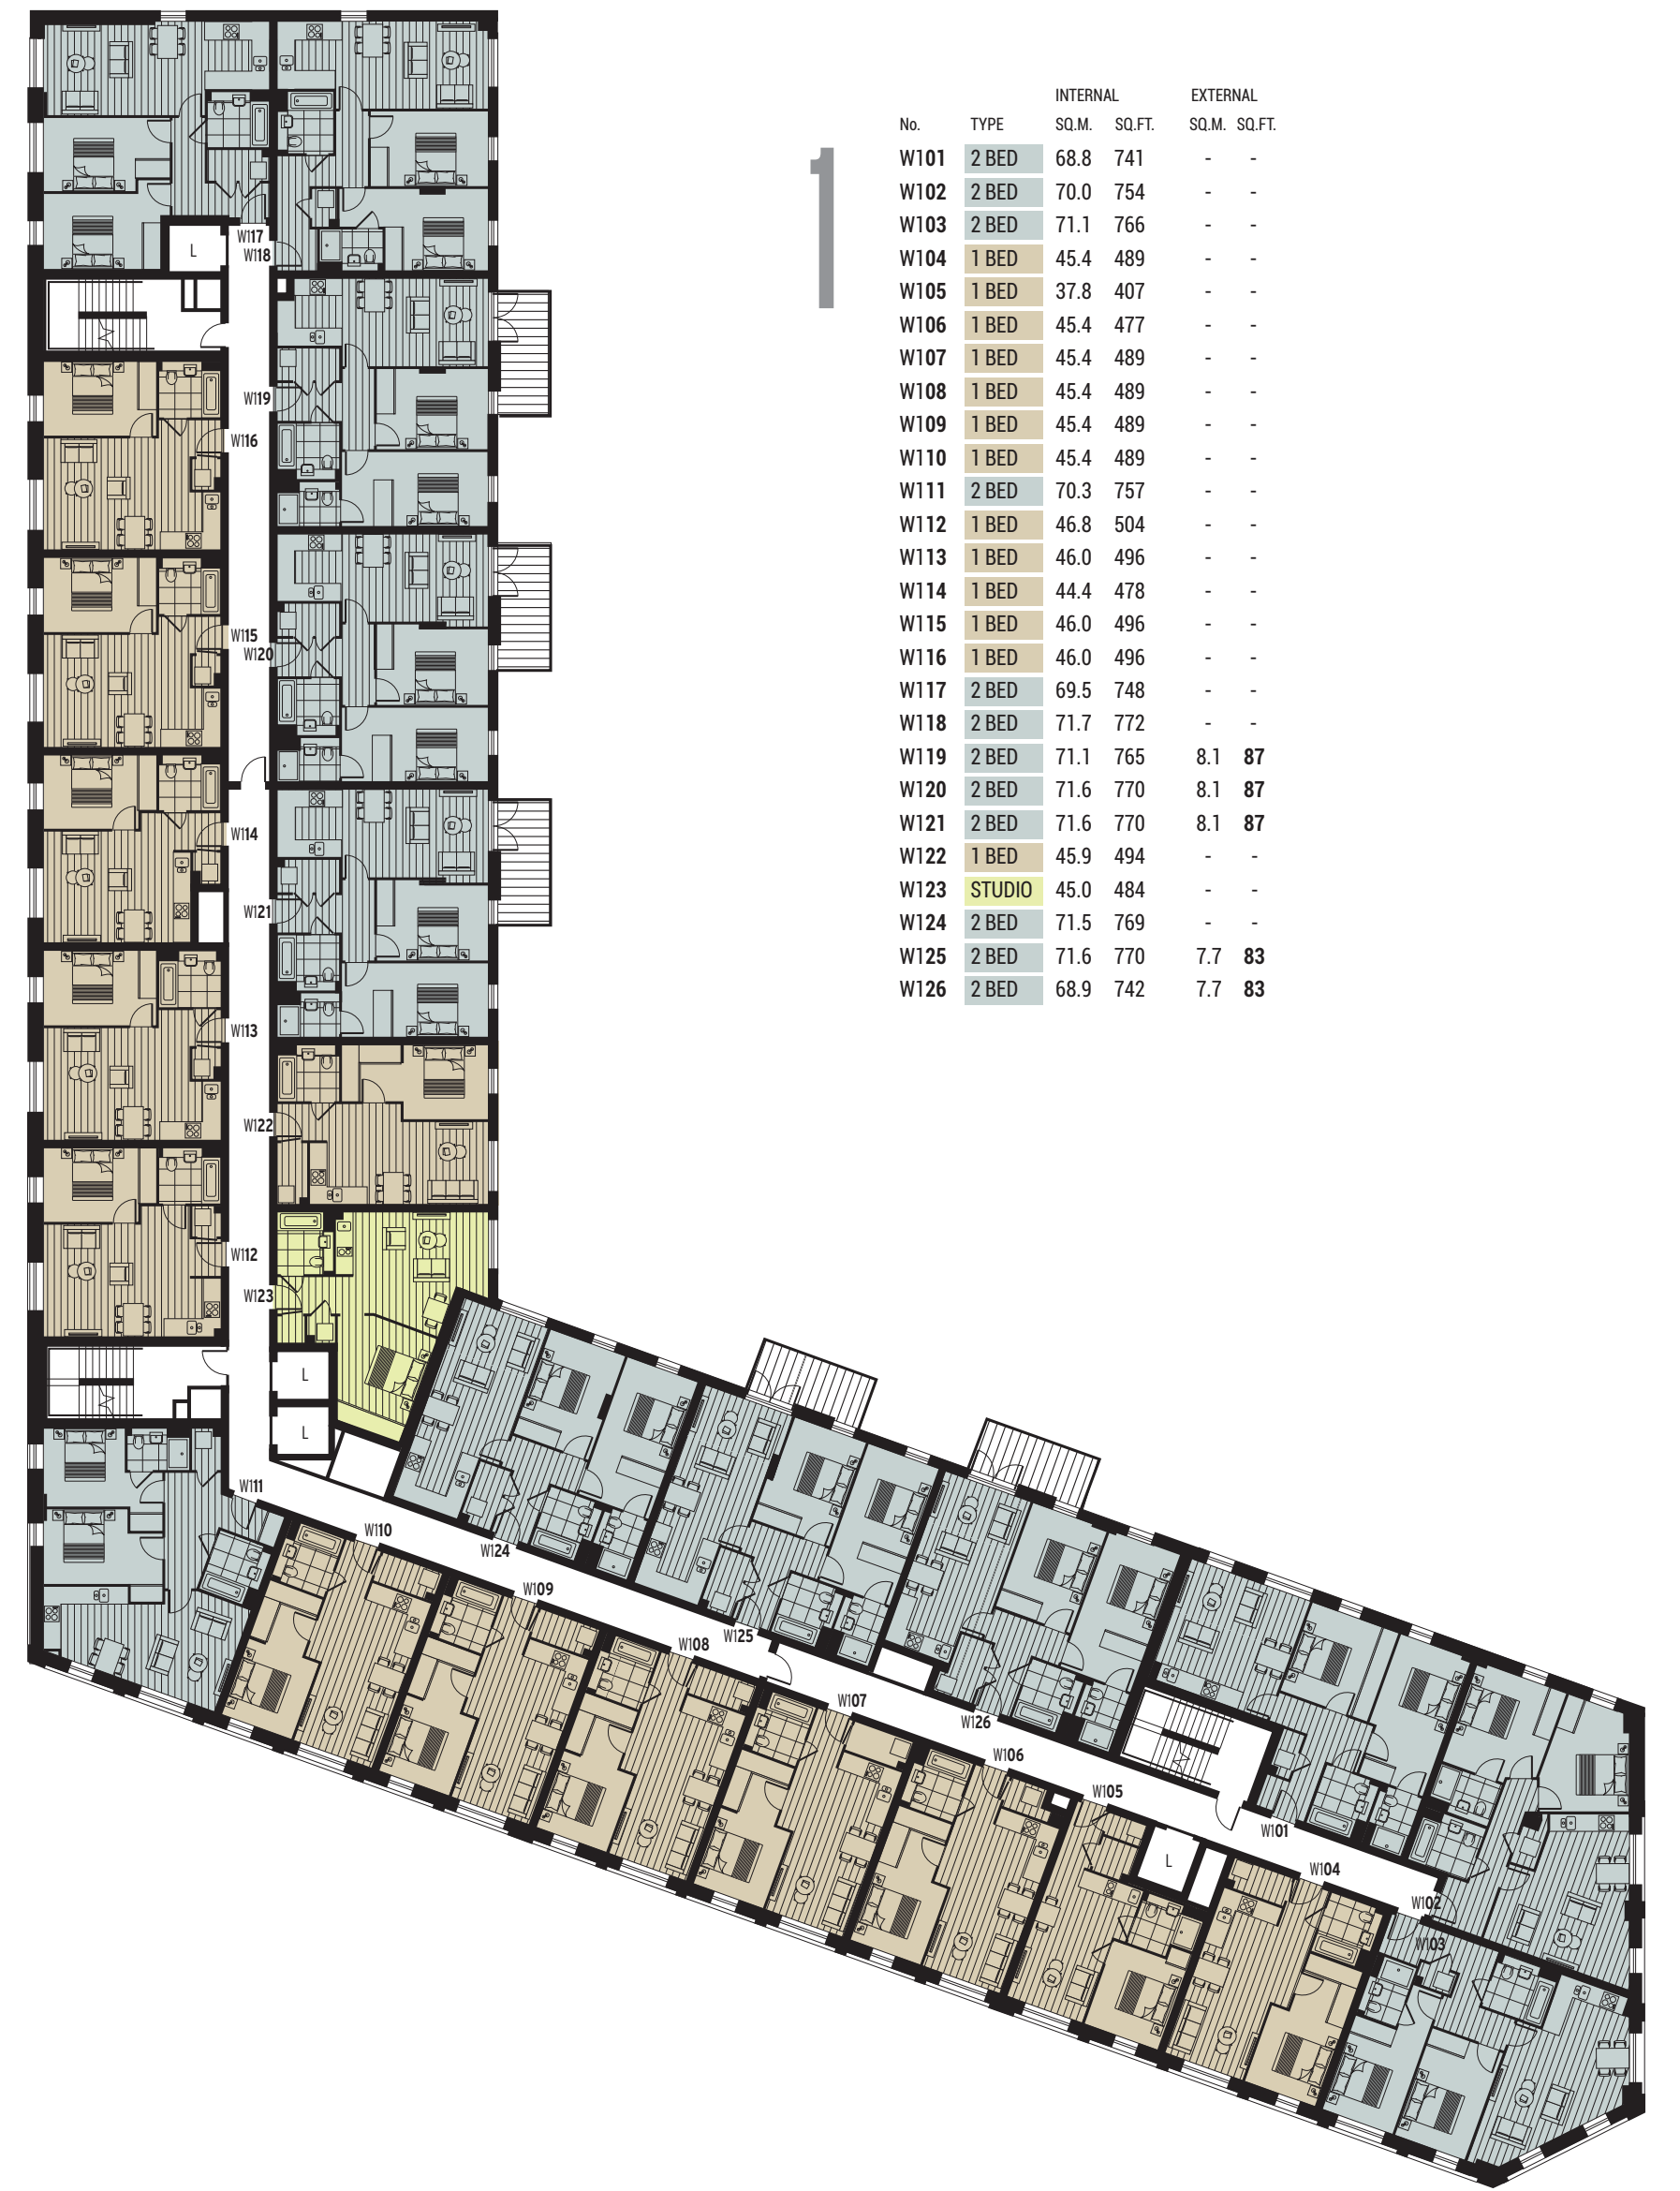 INTERNAL EXTERNAL
No. TYPE SQ.M. SQ.FT. SQ.M. SQ.FT.
1
W101 2 BED 68.8 741 - -
W102 2 BED 70.0 754 - -
W103 2 BED 71.1 766 - -
W104 1 BED 45.4 489 - -
W105 1 BED 37.8 407 - -
W106 1 BED 45.4 477 - -
W107 1 BED 45.4 489 - -
W108 1 BED 45.4 489 - -
W109 1 BED 45.4 489 - -
W110 1 BED 45.4 489 - -
W111 2 BED 70.3 757 - -
W112 1 BED 46.8 504 - -
W113 1 BED 46.0 496 - -
W114 1 BED 44.4 478 - -
W115 1 BED 46.0 496 - -
W116 1 BED 46.0 496 - -
W117 2 BED 69.5 748 - -
W118 2 BED 71.7 772 - -
W119 2 BED 71.1 765 8.1 87
W120 2 BED 71.6 770 8.1 87
W121 2 BED 71.6 770 8.1 87
W122 1 BED 45.9 494 - -
W123 STUDIO 45.0 484 - -
W124 2 BED 71.5 769 - -
W125 2 BED 71.6 770 7.7 83
W126 2 BED 68.9 742 7.7 83
W117
L
W118
W119
W116
W115
W120
W114
W121
W113
W122
W112
W123
L
L
W111
W110
W124
W109
W125
W108
W107
W126
W106
W105
W101
L
W104
W102
W103